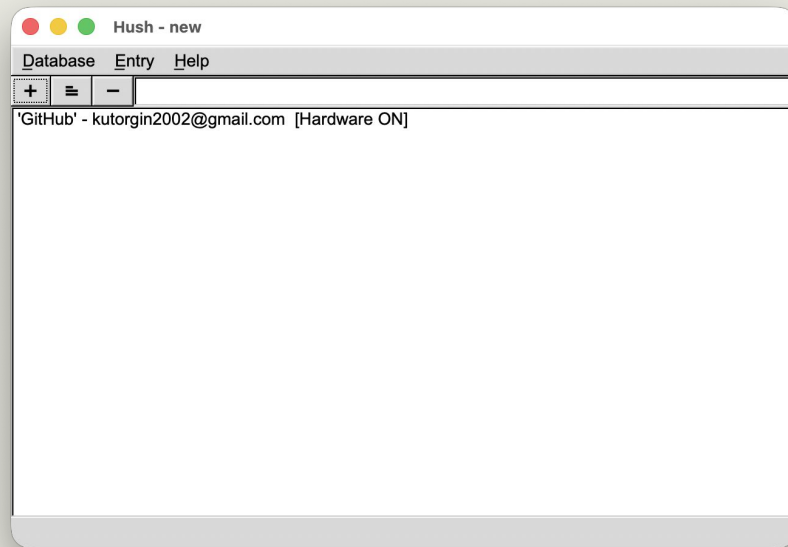 Hush - new
Database Entry Help
+ = −
'GitHub' - kutorgin2002@gmail.com [Hardware ON]